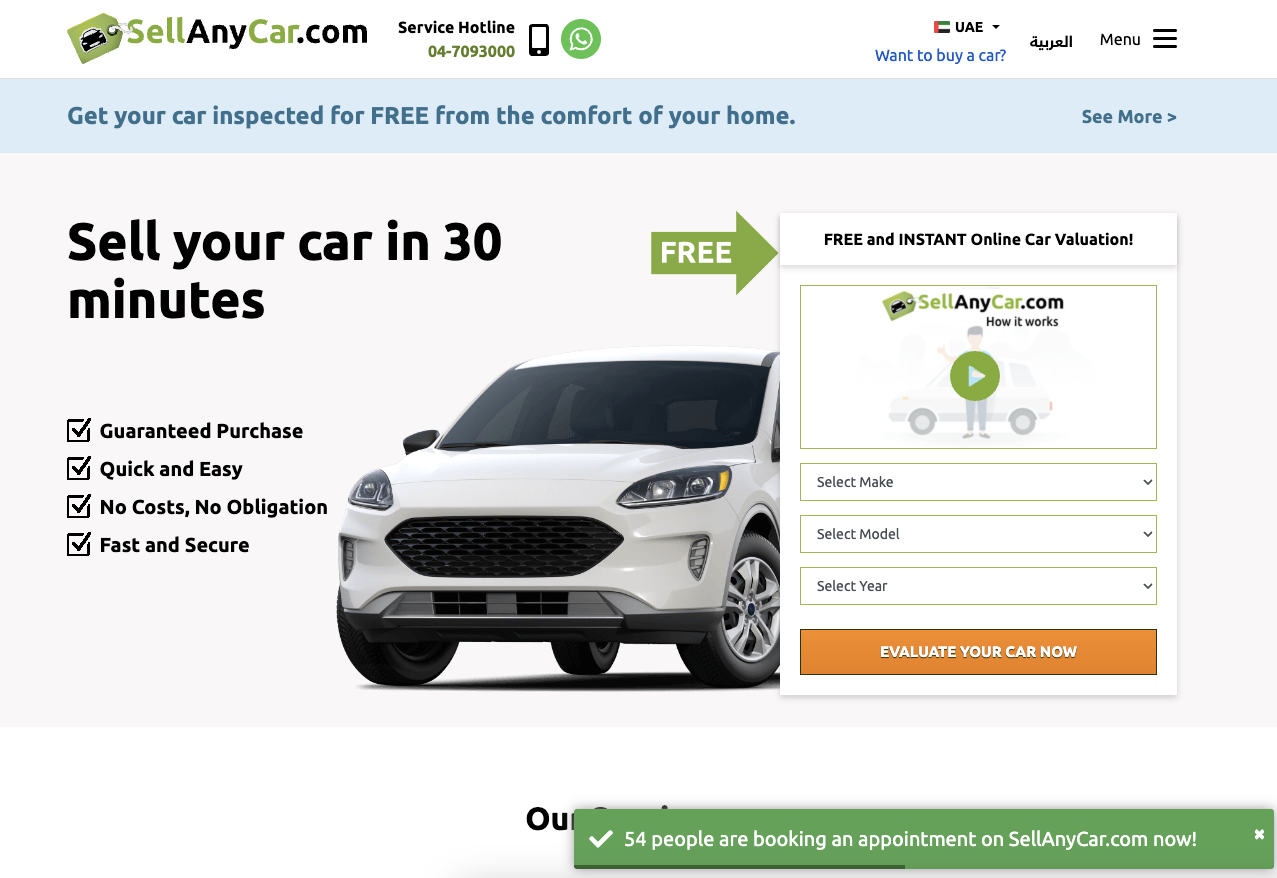 SellAnyCar.com
Service Hotline
04-7093000
UAE
Want to buy a car?
العربية
Menu
Get your car inspected for FREE from the comfort of your home.
See More >
Sell your car in 30
minutes
FREE
FREE and INSTANT Online Car Valuation!
SellAnyCar.com
How it works
Guaranteed Purchase
Quick and Easy
No Costs, No Obligation
Fast and Secure
Select Make
Select Model
Select Year
EVALUATE YOUR CAR NOW
Our
54 people are booking an appointment on SellAnyCar.com now!